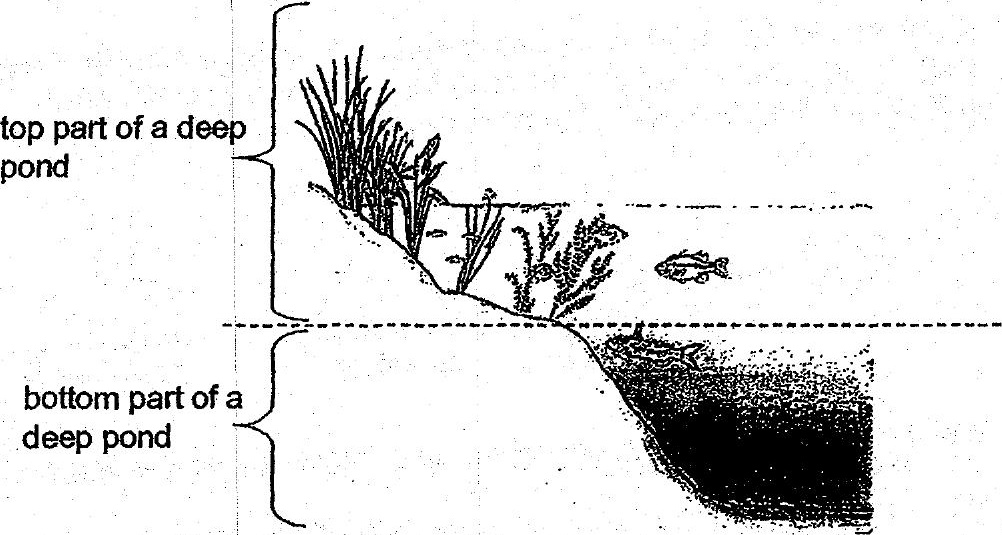 top part of a deep
pond
bottom part of a
deep pond